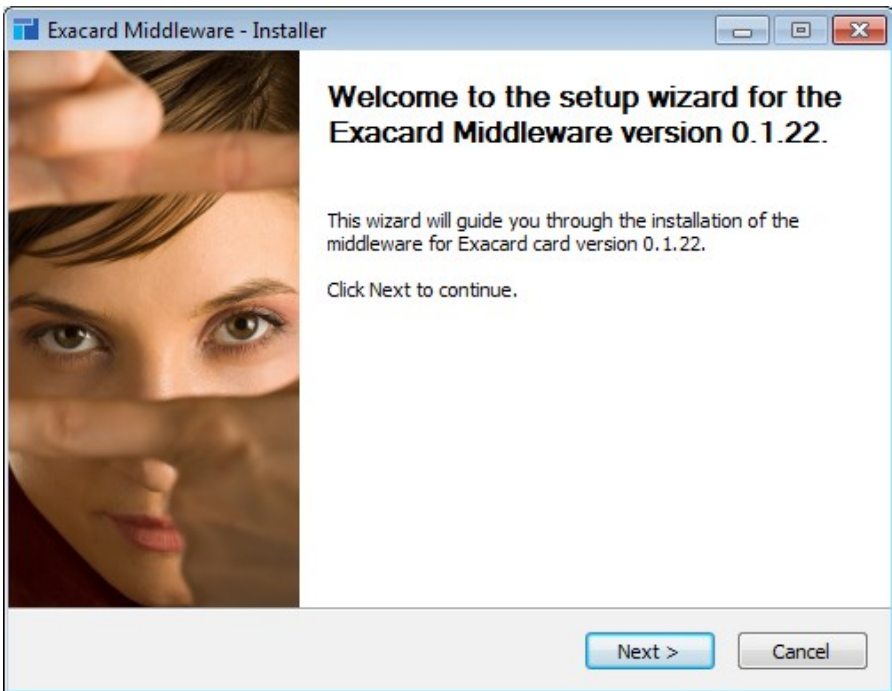 Exacard Middleware - Installer
Welcome to the setup wizard for the
Exacard Middleware version 0.1.22.
This wizard will guide you through the installation of the
middleware for Exacard card version 0.1.22.
Click Next to continue.
Next >
Cancel